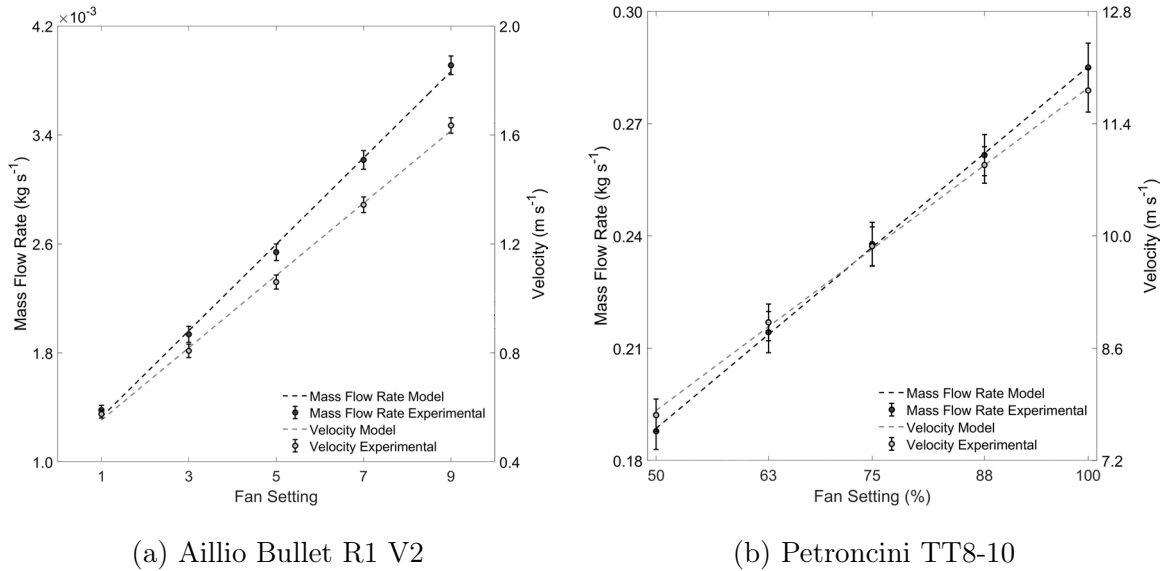 ×10⁻³
4.2
3.4
2.6
1.8
1.0
Mass Flow Rate (kg s⁻¹)
2.0
1.6
1.2
0.8
0.4
Velocity (m s⁻¹)
Mass Flow Rate Model
Mass Flow Rate Experimental
Velocity Model
Velocity Experimental
1 3 5 7 9
Fan Setting
(a) Aillio Bullet R1 V2
0.30
0.27
0.24
0.21
0.18
Mass Flow Rate (kg s⁻¹)
12.8
11.4
10.0
8.6
7.2
Velocity (m s⁻¹)
Mass Flow Rate Model
Mass Flow Rate Experimental
Velocity Model
Velocity Experimental
50 63 75 88 100
Fan Setting (%)
(b) Petroncini TT8-10